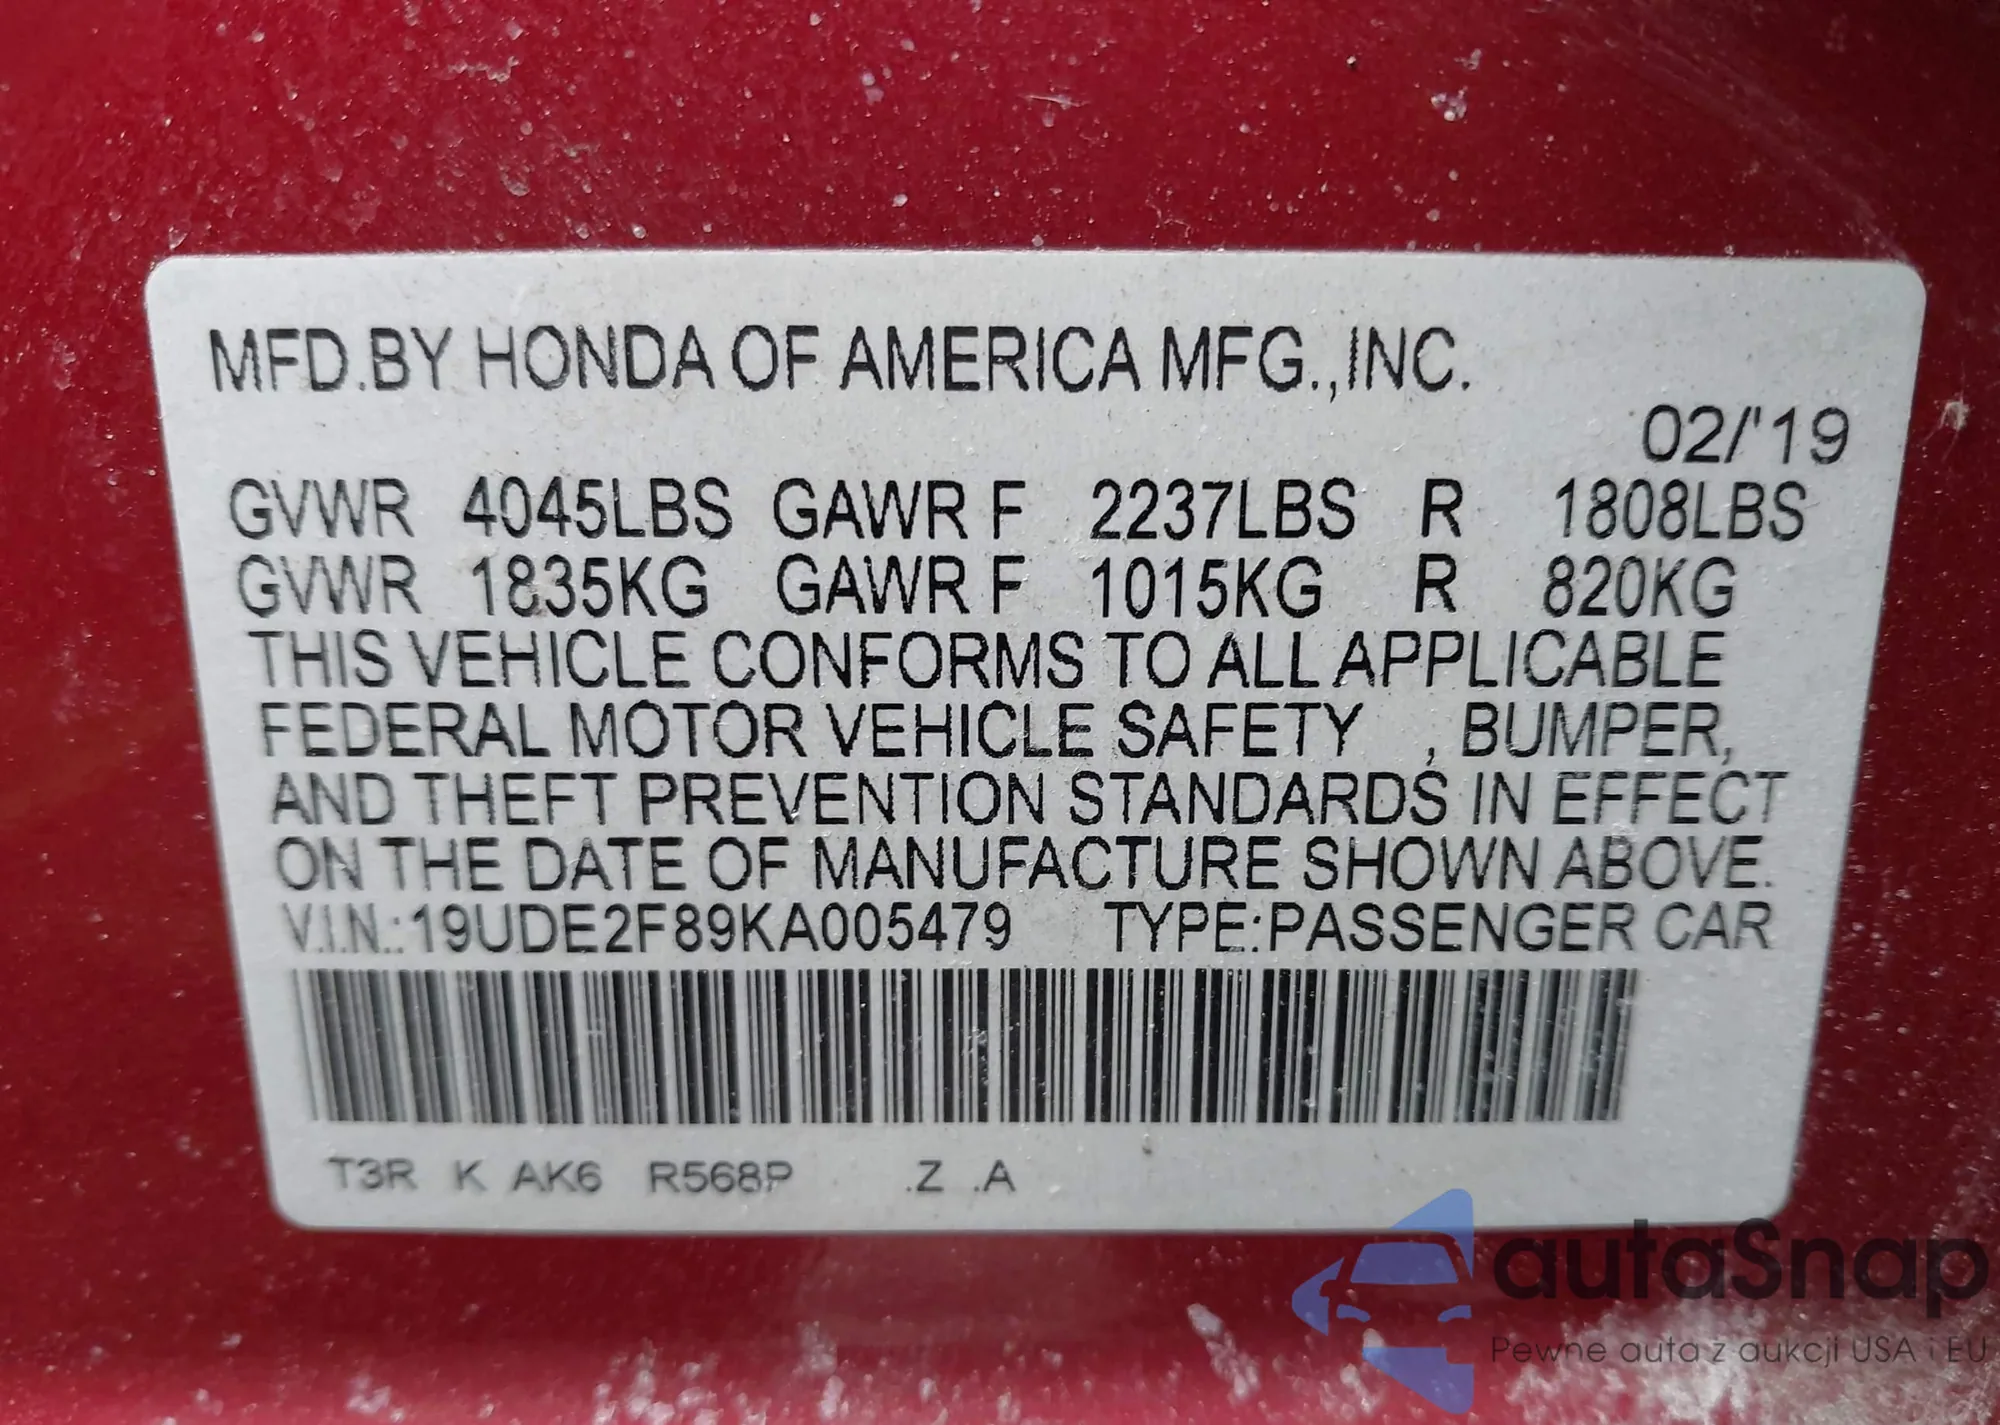 MFD.BY HONDA OF AMERICA MFG.,INC.
02/'19
GVWR 4045LBS GAWR F 2237LBS R 1808LBS
GVWR 1835KG GAWR F 1015KG R 820KG
THIS VEHICLE CONFORMS TO ALL APPLICABLE
FEDERAL MOTOR VEHICLE SAFETY , BUMPER,
AND THEFT PREVENTION STANDARDS IN EFFECT
ON THE DATE OF MANUFACTURE SHOWN ABOVE.
V.I.N.:19UDE2F89KA005479 TYPE:PASSENGER CAR
T3R K AK6 R568P .Z .A
autaSnap
Pewne auta z aukcji USA i EU